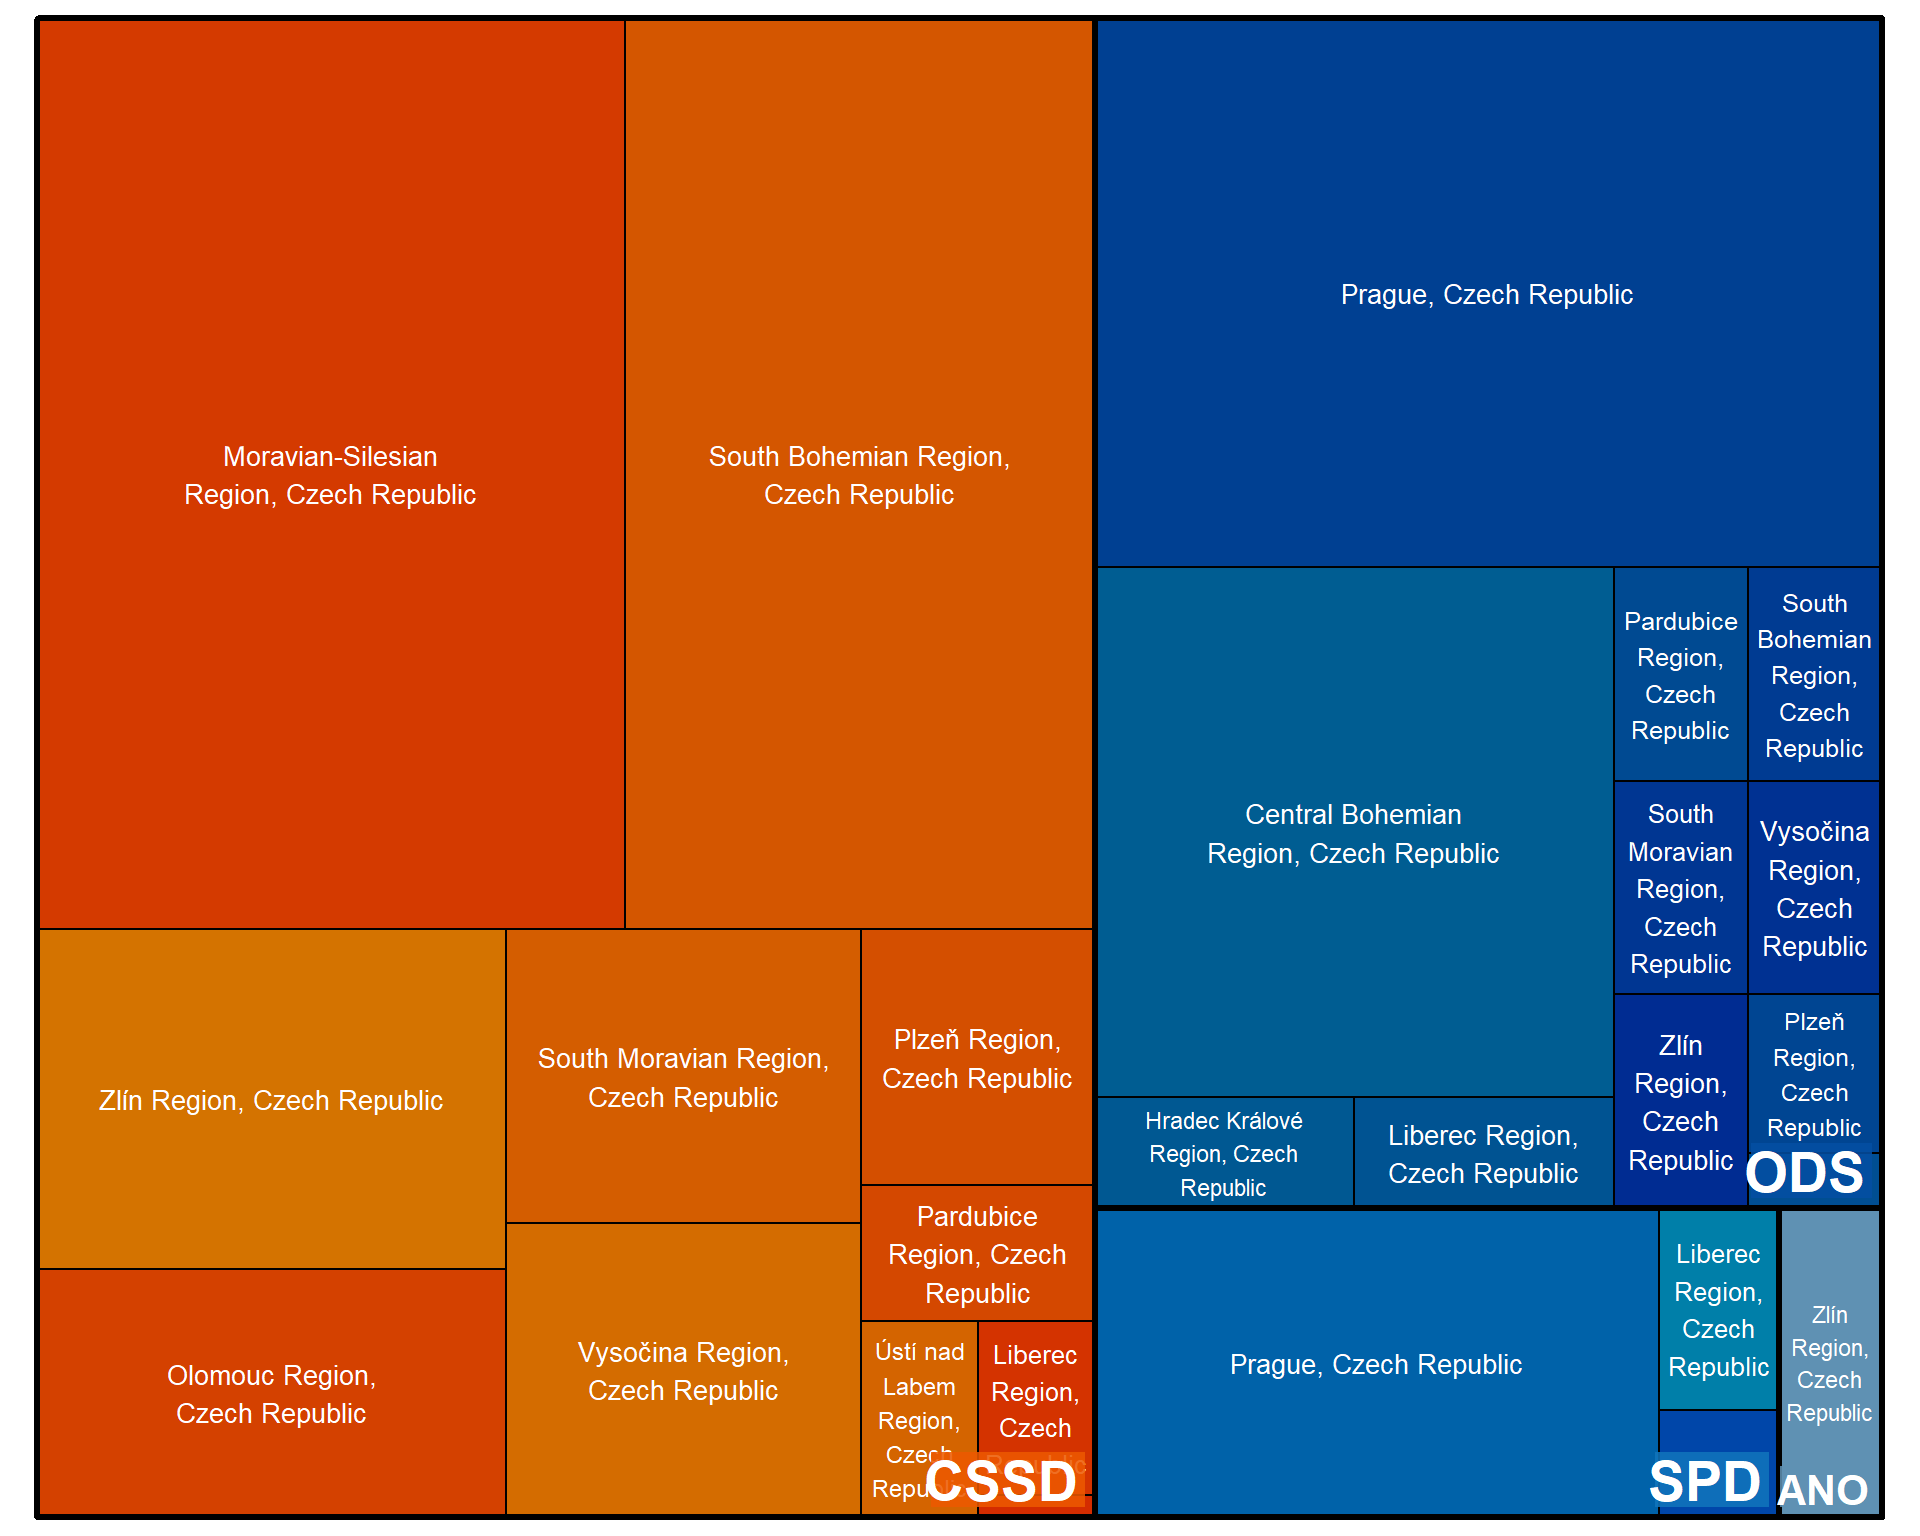 Moravian-Silesian
Region, Czech Republic
South Bohemian Region,
Czech Republic
Zlín Region, Czech Republic
Olomouc Region,
Czech Republic
South Moravian Region,
Czech Republic
Vysočina Region,
Czech Republic
Plzeň Region,
Czech Republic
Pardubice
Region, Czech
Republic
Ústí nad
Labem
Region,
Czech
Republic
Liberec
Region,
Czech
Republic
CSSD
Prague, Czech Republic
Central Bohemian
Region, Czech Republic
Hradec Králové
Region, Czech
Republic
Liberec Region,
Czech Republic
Pardubice
Region,
Czech
Republic
South
Bohemian
Region,
Czech
Republic
South
Moravian
Region,
Czech
Republic
Vysočina
Region,
Czech
Republic
Zlín
Region,
Czech
Republic
Plzeň
Region,
Czech
Republic
ODS
Prague, Czech Republic
Liberec
Region,
Czech
Republic
SPD
Zlín
Region,
Czech
Republic
ANO